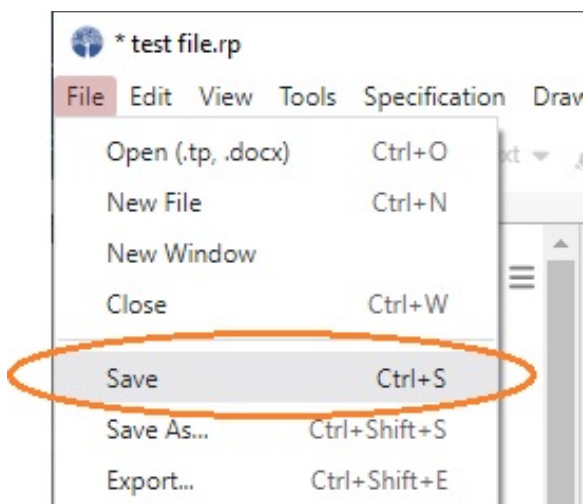 * test file.rp
File Edit View Tools Specification Draw
Open (.tp, .docx) Ctrl+O
New File Ctrl+N
New Window
Close Ctrl+W
Save Ctrl+S
Save As... Ctrl+Shift+S
Export... Ctrl+Shift+E